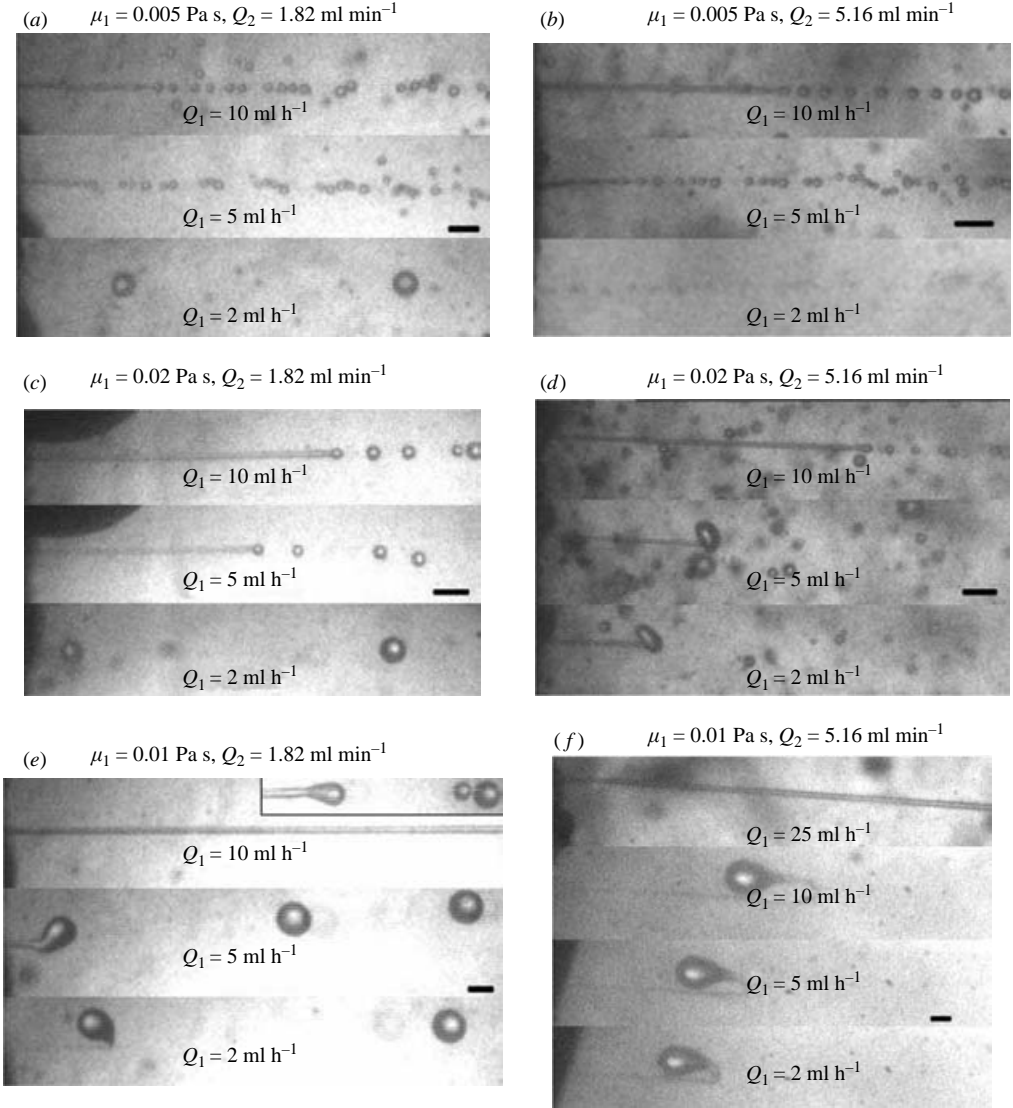 (a) μ₁ = 0.005 Pa s, Q₂ = 1.82 ml min⁻¹
Q₁ = 10 ml h⁻¹
Q₁ = 5 ml h⁻¹
Q₁ = 2 ml h⁻¹
(b) μ₁ = 0.005 Pa s, Q₂ = 5.16 ml min⁻¹
Q₁ = 10 ml h⁻¹
Q₁ = 5 ml h⁻¹
Q₁ = 2 ml h⁻¹
(c) μ₁ = 0.02 Pa s, Q₂ = 1.82 ml min⁻¹
Q₁ = 10 ml h⁻¹
Q₁ = 5 ml h⁻¹
Q₁ = 2 ml h⁻¹
(d) μ₁ = 0.02 Pa s, Q₂ = 5.16 ml min⁻¹
Q₁ = 10 ml h⁻¹
Q₁ = 5 ml h⁻¹
Q₁ = 2 ml h⁻¹
(e) μ₁ = 0.01 Pa s, Q₂ = 1.82 ml min⁻¹
Q₁ = 10 ml h⁻¹
Q₁ = 5 ml h⁻¹
Q₁ = 2 ml h⁻¹
(f) μ₁ = 0.01 Pa s, Q₂ = 5.16 ml min⁻¹
Q₁ = 25 ml h⁻¹
Q₁ = 10 ml h⁻¹
Q₁ = 5 ml h⁻¹
Q₁ = 2 ml h⁻¹